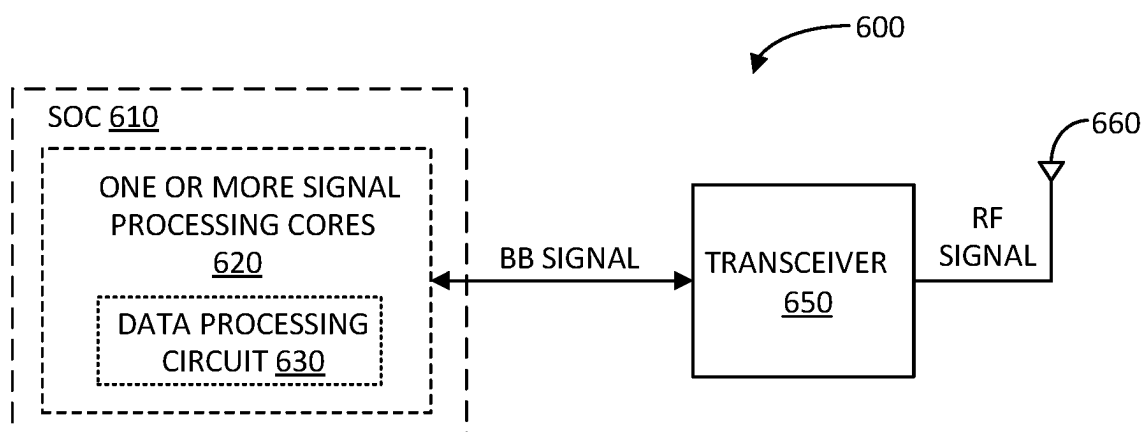 600
SOC 610
660
ONE OR MORE SIGNAL
PROCESSING CORES
620
DATA PROCESSING
CIRCUIT 630
BB SIGNAL
TRANSCEIVER
650
RF
SIGNAL